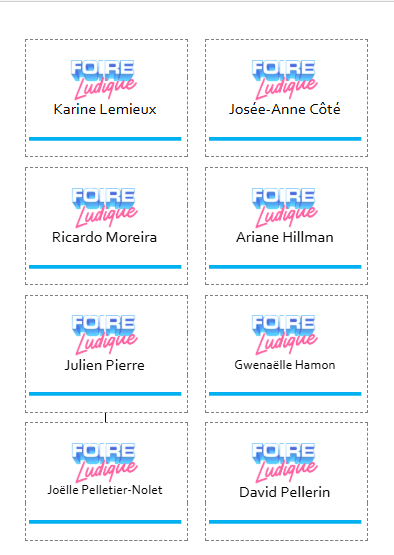 FOIRE
Ludique
Karine Lemieux
FOIRE
Ludique
Josée-Anne Côté
FOIRE
Ludique
Ricardo Moreira
FOIRE
Ludique
Ariane Hillman
FOIRE
Ludique
Julien Pierre
FOIRE
Ludique
Gwenaëlle Hamon
FOIRE
Ludique
Joëlle Pelletier-Nolet
FOIRE
Ludique
David Pellerin